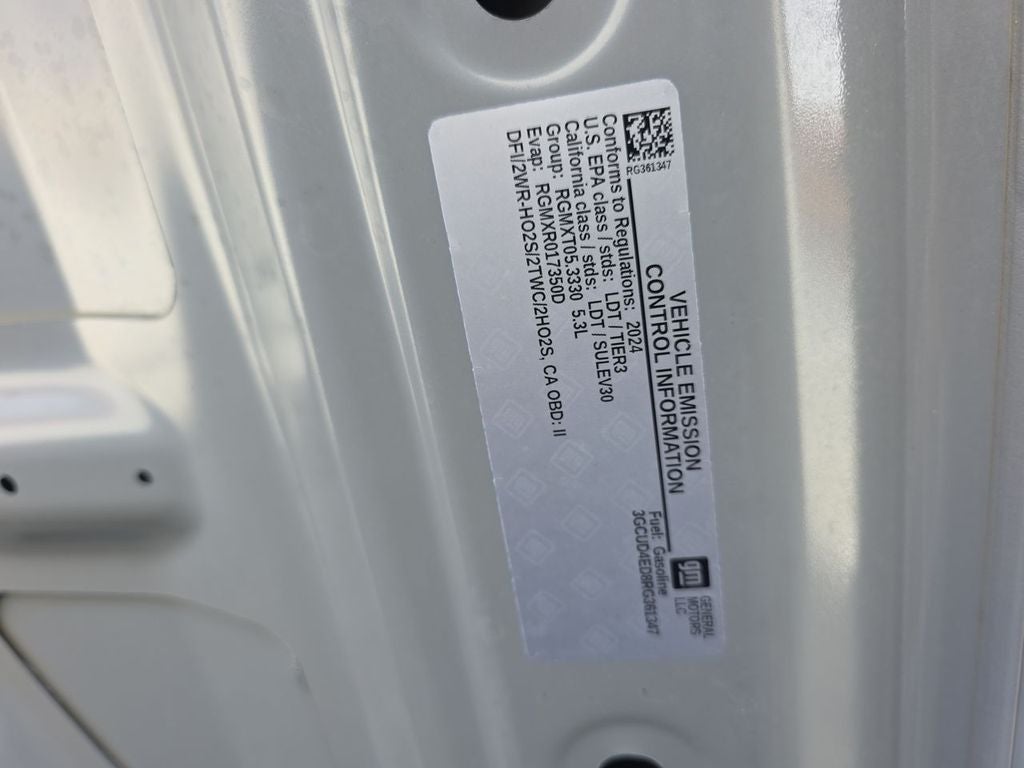 RG361347
VEHICLE EMISSION
CONTROL INFORMATION
gm
GENERAL
MOTORS
LLC
Fuel: Gasoline
3GCUD4ED8RG361347
Conforms to Regulations: 2024
U.S. EPA class / stds: LDT / TIER3
California class / stds: LDT / SULEV30
Group: RGMXT05.3330 5.3L
Evap: RGMXR017350D
DFI/2WR-HO2S/2TWC/2HO2S, CA OBD: II